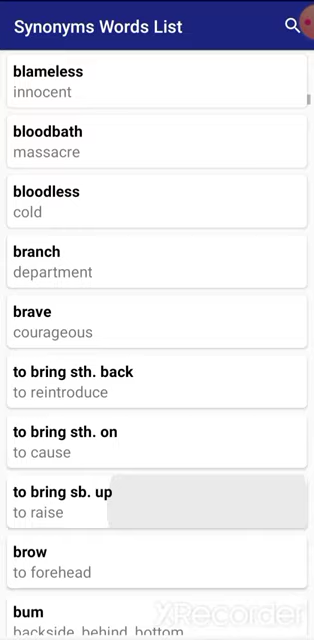 Synonyms Words List
blameless
innocent
bloodbath
massacre
bloodless
cold
branch
department
brave
courageous
to bring sth. back
to reintroduce
to bring sth. on
to cause
to bring sb. up
to raise
brow
to forehead
bum
backside, behind, bottom
XRecorder